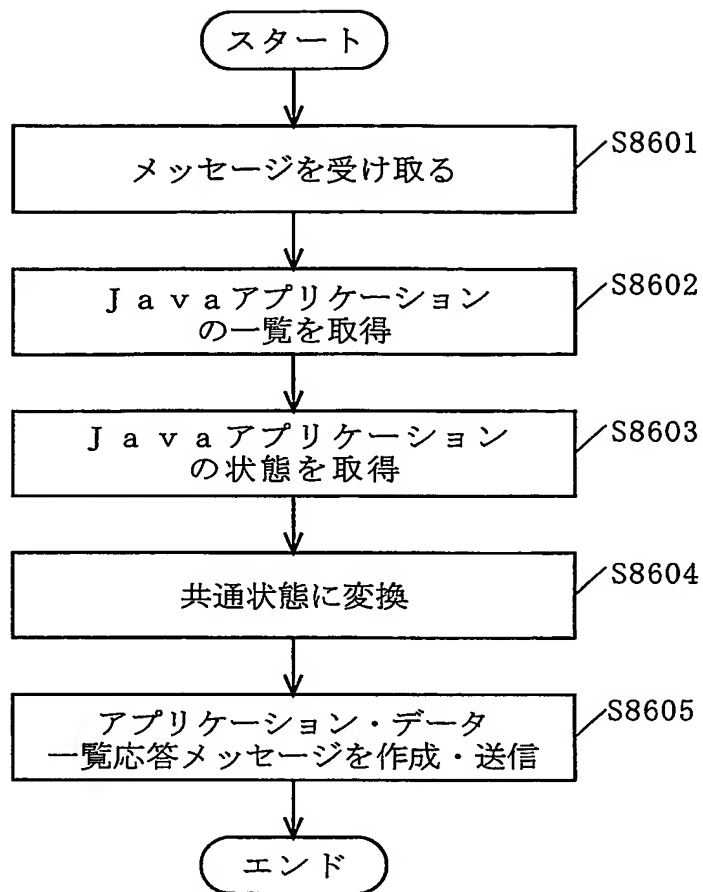 スタート
メッセージを受け取る
S8601
Ｊａｖａアプリケーション
の一覧を取得
S8602
Ｊａｖａアプリケーション
の状態を取得
S8603
共通状態に変換
S8604
アプリケーション・データ
一覧応答メッセージを作成・送信
S8605
エンド